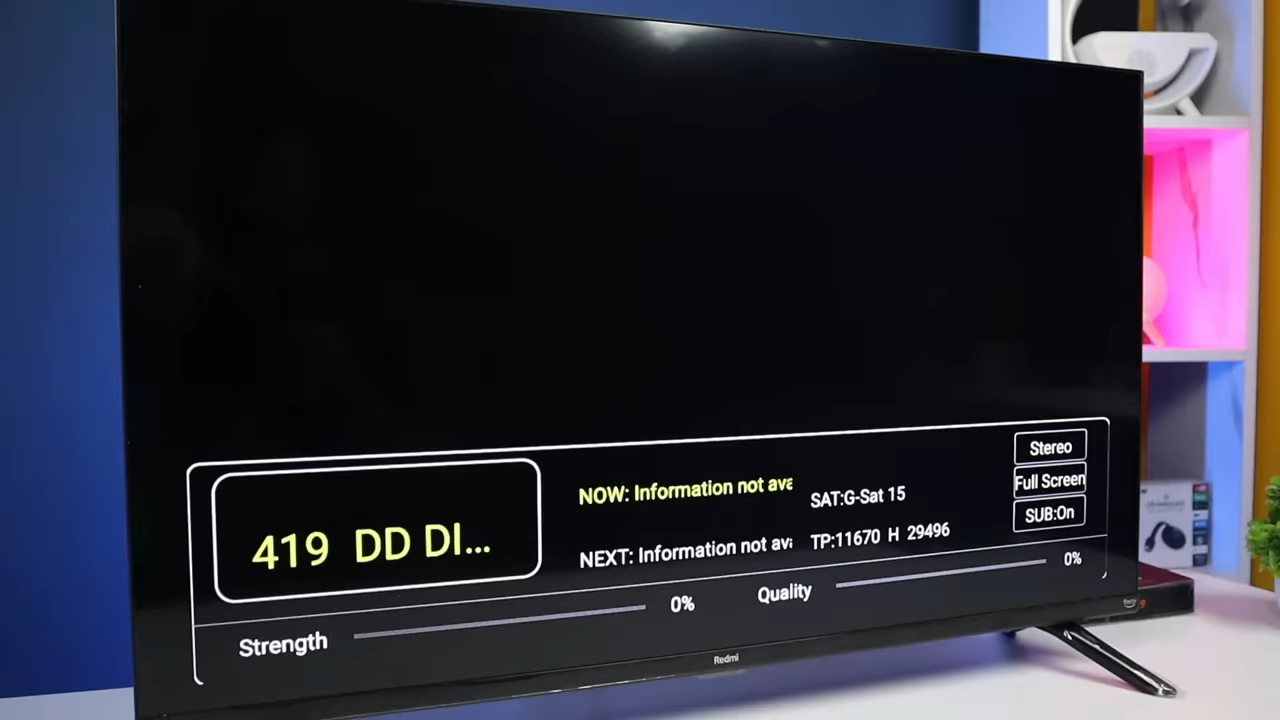 419 DD DI...
NOW: Information not ava
NEXT: Information not av
SAT:G-Sat 15
TP:11670 H 29496
Stereo
Full Screen
SUB:On
Strength
0%
Quality
0%
Redmi